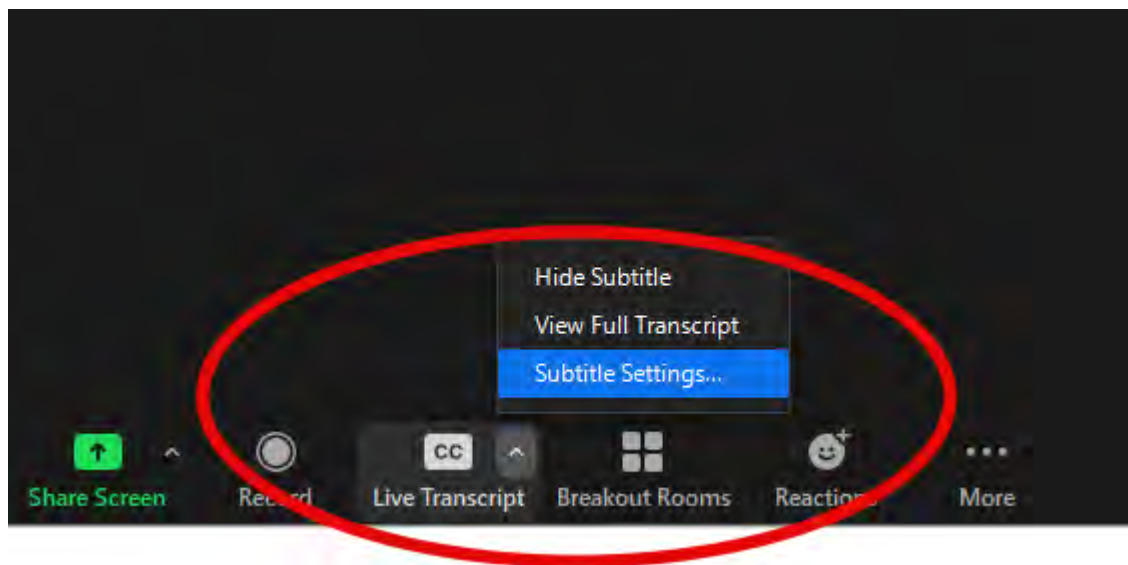 Hide Subtitle
View Full Transcript
Subtitle Settings...
CC
Share Screen Record Live Transcript Breakout Rooms Reactions More